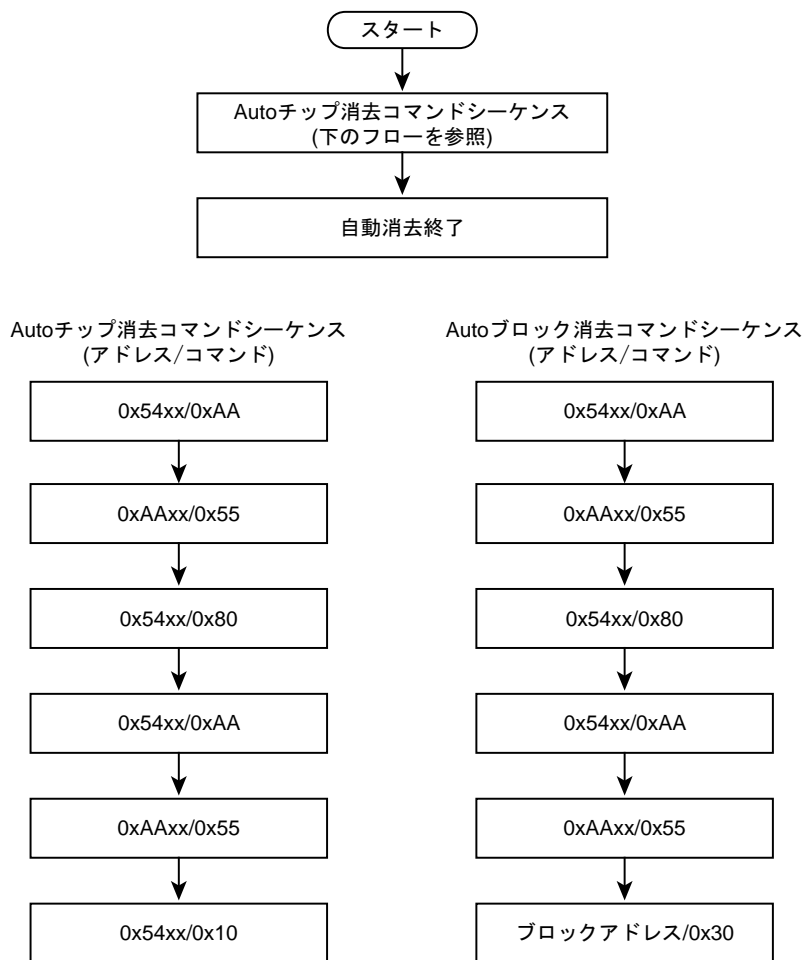 スタート
Autoチップ消去コマンドシーケンス
(下のフローを参照)
自動消去終了
Autoチップ消去コマンドシーケンス
(アドレス/コマンド)
0x54xx/0xAA
0xAAxx/0x55
0x54xx/0x80
0x54xx/0xAA
0xAAxx/0x55
0x54xx/0x10
Autoブロック消去コマンドシーケンス
(アドレス/コマンド)
0x54xx/0xAA
0xAAxx/0x55
0x54xx/0x80
0x54xx/0xAA
0xAAxx/0x55
ブロックアドレス/0x30